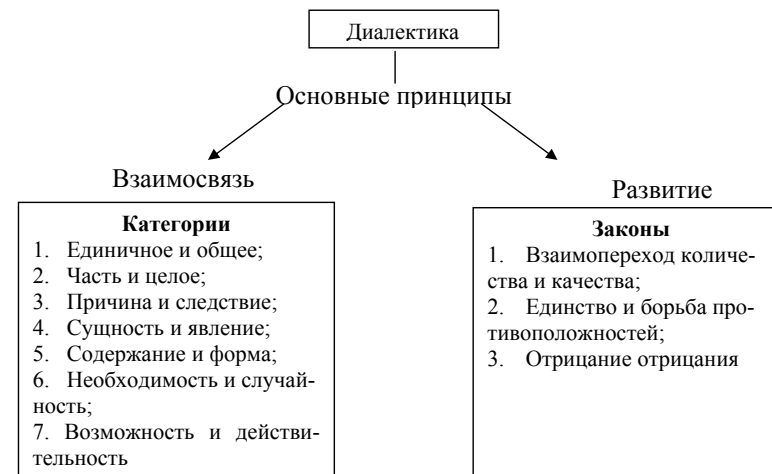 Диалектика
Основные принципы
Взаимосвязь
Категории
1. Единичное и общее;
2. Часть и целое;
3. Причина и следствие;
4. Сущность и явление;
5. Содержание и форма;
6. Необходимость и случай-
ность;
7. Возможность и действи-
тельность
Развитие
Законы
1. Взаимопереход количе-
ства и качества;
2. Единство и борьба про-
тивоположностей;
3. Отрицание отрицания